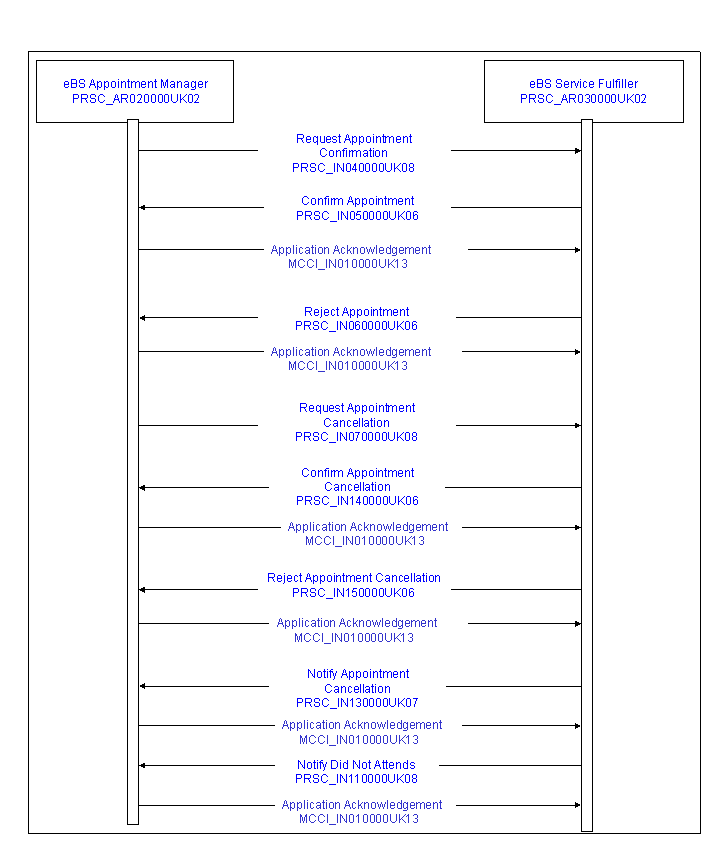 eBS Appointment Manager
PRSC_AR020000UK02
eBS Service Fulfiller
PRSC_AR030000UK02
Request Appointment
Confirmation
PRSC_IN040000UK08
Confirm Appointment
PRSC_IN050000UK06
Application Acknowledgement
MCCI_IN010000UK13
Reject Appointment
PRSC_IN060000UK06
Application Acknowledgement
MCCI_IN010000UK13
Request Appointment
Cancellation
PRSC_IN070000UK08
Confirm Appointment
Cancellation
PRSC_IN140000UK06
Application Acknowledgement
MCCI_IN010000UK13
Reject Appointment Cancellation
PRSC_IN150000UK06
Application Acknowledgement
MCCI_IN010000UK13
Notify Appointment
Cancellation
PRSC_IN130000UK07
Application Acknowledgement
MCCI_IN010000UK13
Notify Did Not Attends
PRSC_IN110000UK08
Application Acknowledgement
MCCI_IN010000UK13